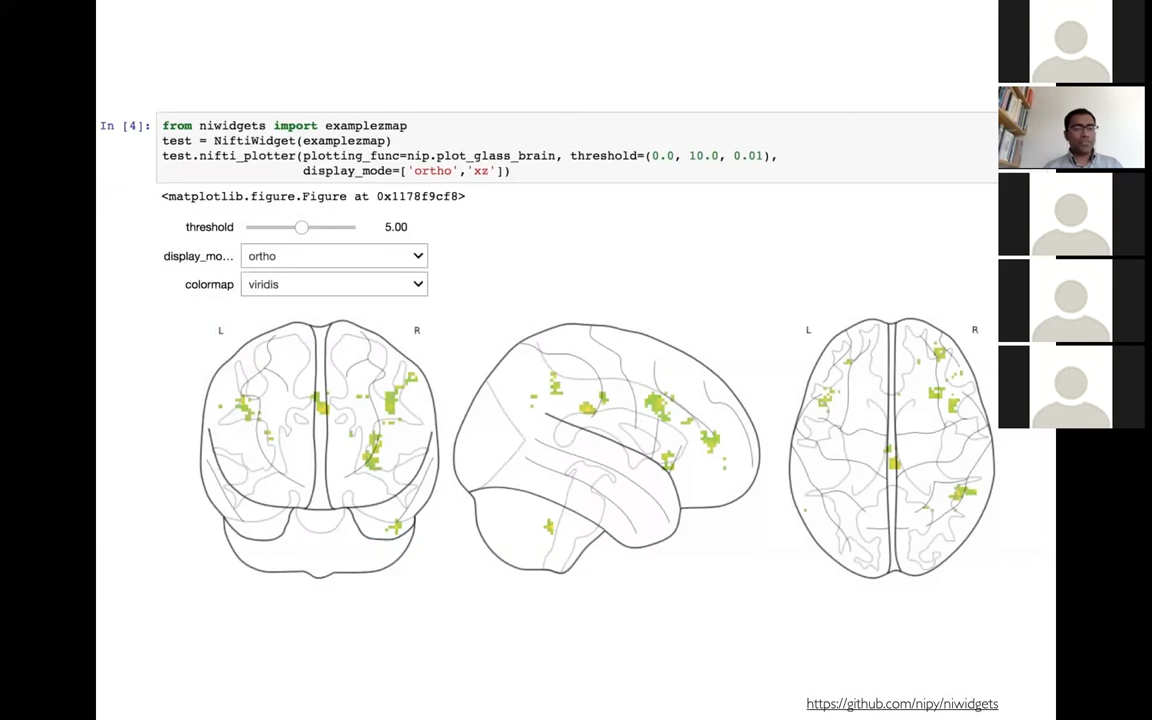 In [4]:
from niwidgets import examplezmap
test = NiftiWidget(examplezmap)
test.nifti_plotter(plotting_func=nip.plot_glass_brain, threshold=(0.0, 10.0, 0.01),
display_mode=['ortho','xz'])
<matplotlib.figure.Figure at 0x1178f9cf8>
threshold 5.00
display_mo... ortho
colormap viridis
L R L R
https://github.com/nipy/niwidgets